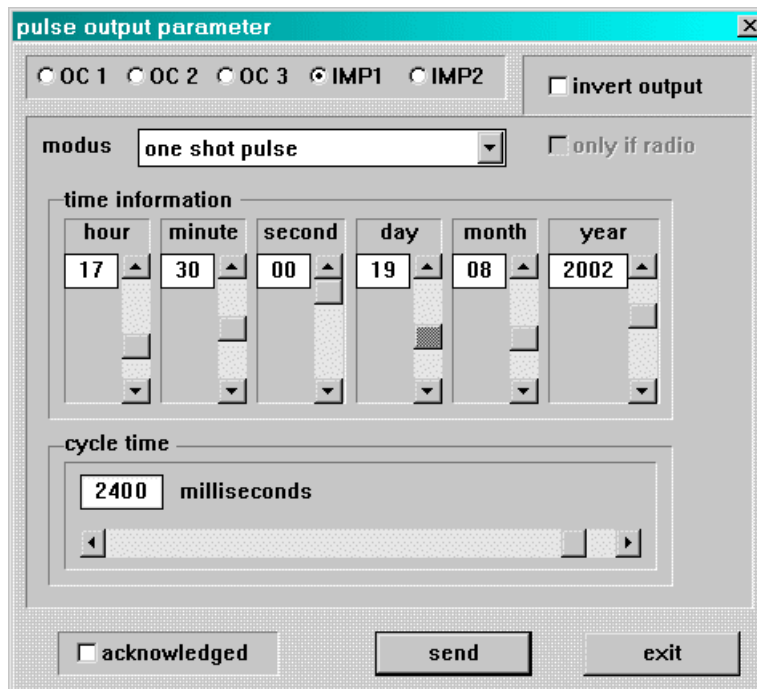 pulse output parameter
OC 1 OC 2 OC 3 IMP1 IMP2
invert output
modus one shot pulse
only if radio
time information
hour minute second day month year
17 30 00 19 08 2002
cycle time
2400 milliseconds
acknowledged send exit